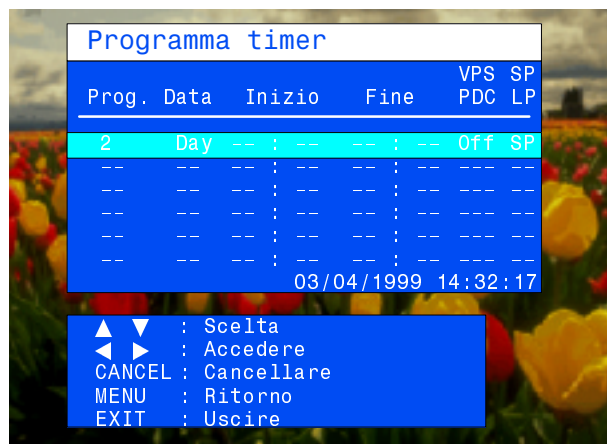 Programma timer
VPS SP
Prog. Data Inizio Fine PDC LP
2 Day -- : -- -- : -- Off SP
-- -- -- : -- -- : -- --- --
-- -- -- : -- -- : -- --- --
-- -- -- : -- -- : -- --- --
-- -- -- : -- -- : -- --- --
-- -- -- : -- -- : -- --- --
03/04/1999 14:32:17
▲ ▼ : Scelta
◀ ▶ : Accedere
CANCEL : Cancellare
MENU : Ritorno
EXIT : Uscire